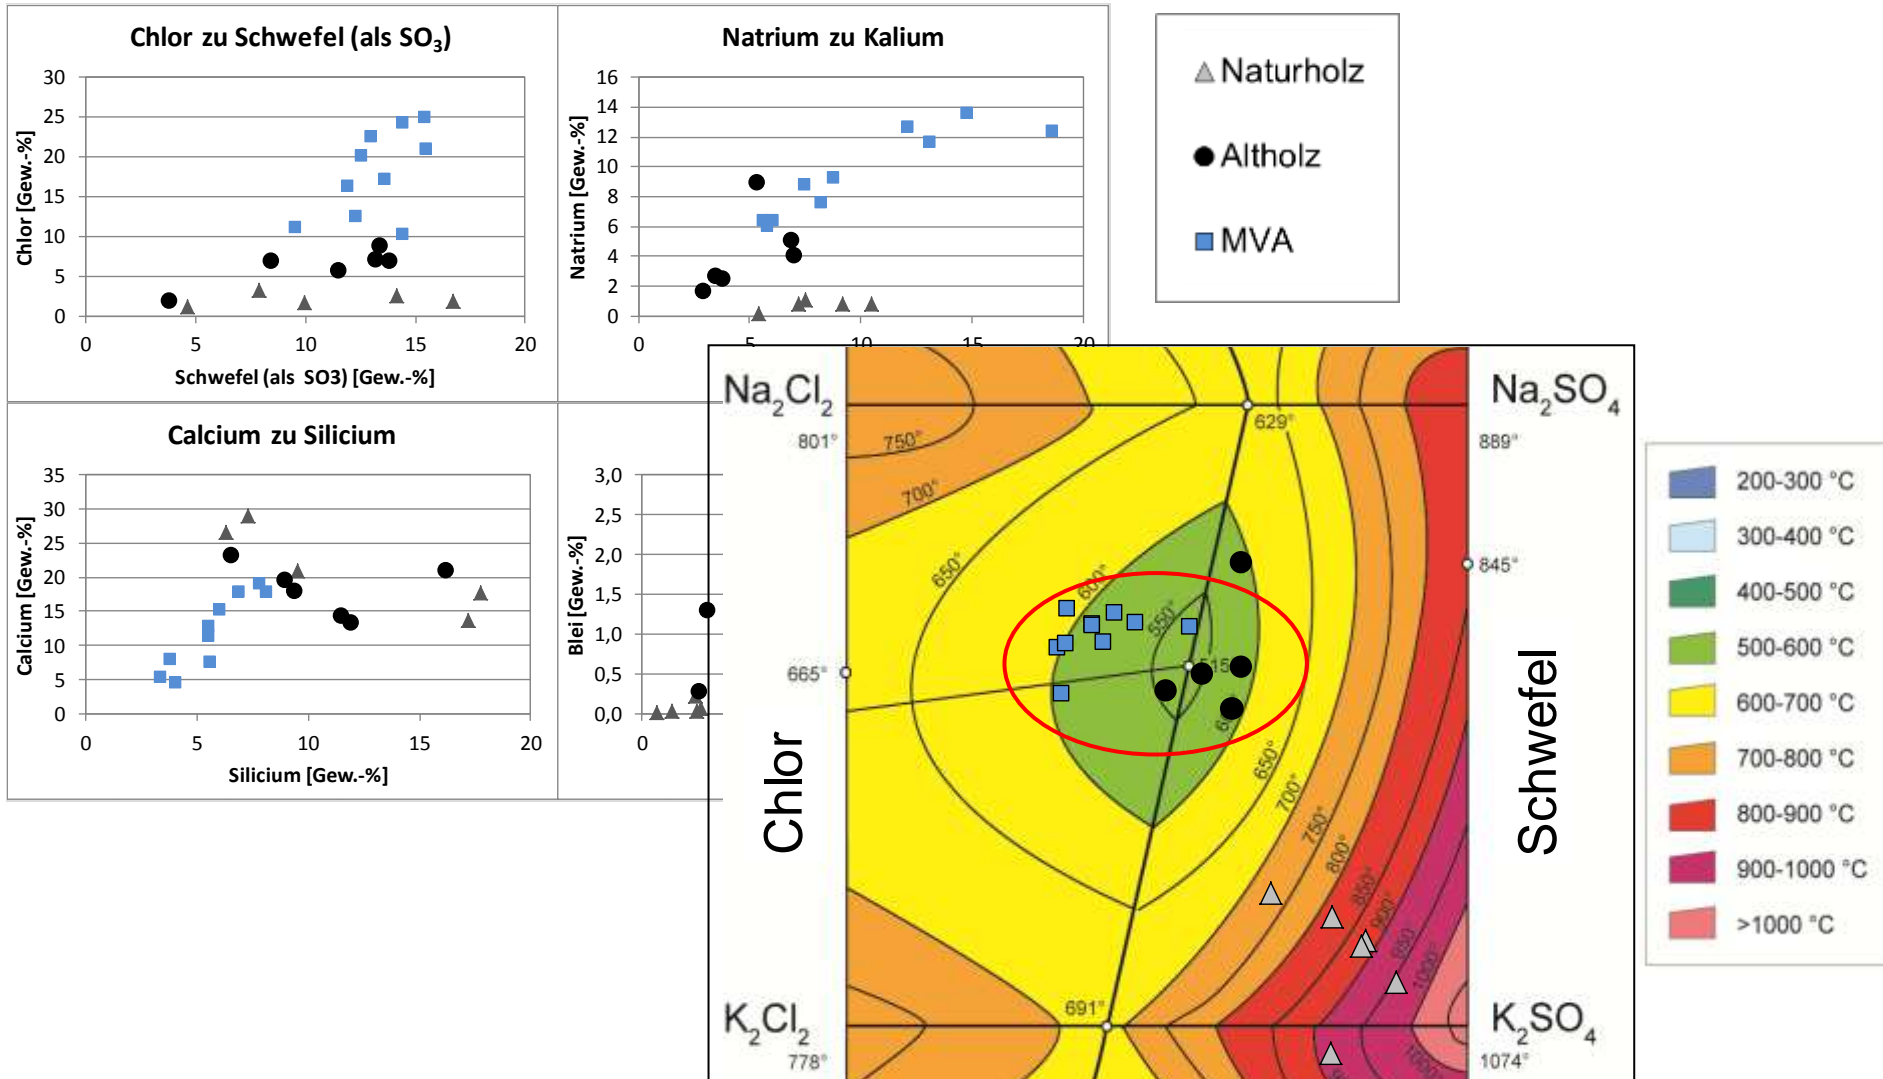 Chlor zu Schwefel (als SO₃)
Chlor [Gew.-%]
30
25
20
15
10
5
0
0 5 10 15 20
Schwefel (als SO3) [Gew.-%]
Natrium zu Kalium
Natrium [Gew.-%]
16
14
12
10
8
6
4
2
0
0 5 10 15 20
Naturholz
Altholz
MVA
Calcium zu Silicium
Calcium [Gew.-%]
35
30
25
20
15
10
5
0
0 5 10 15 20
Silicium [Gew.-%]
Blei [Gew.-%]
3,0
2,5
2,0
1,5
1,0
0,5
0,0
0
Na₂Cl₂
801°
Na₂SO₄
889°
629°
750°
700°
650°
600°
550°
515
845°
665°
Chlor
Schwefel
650°
700°
750°
800°
850°
900°
950
1000°
691°
K₂Cl₂
778°
K₂SO₄
1074°
1000°
200-300 °C
300-400 °C
400-500 °C
500-600 °C
600-700 °C
700-800 °C
800-900 °C
900-1000 °C
>1000 °C